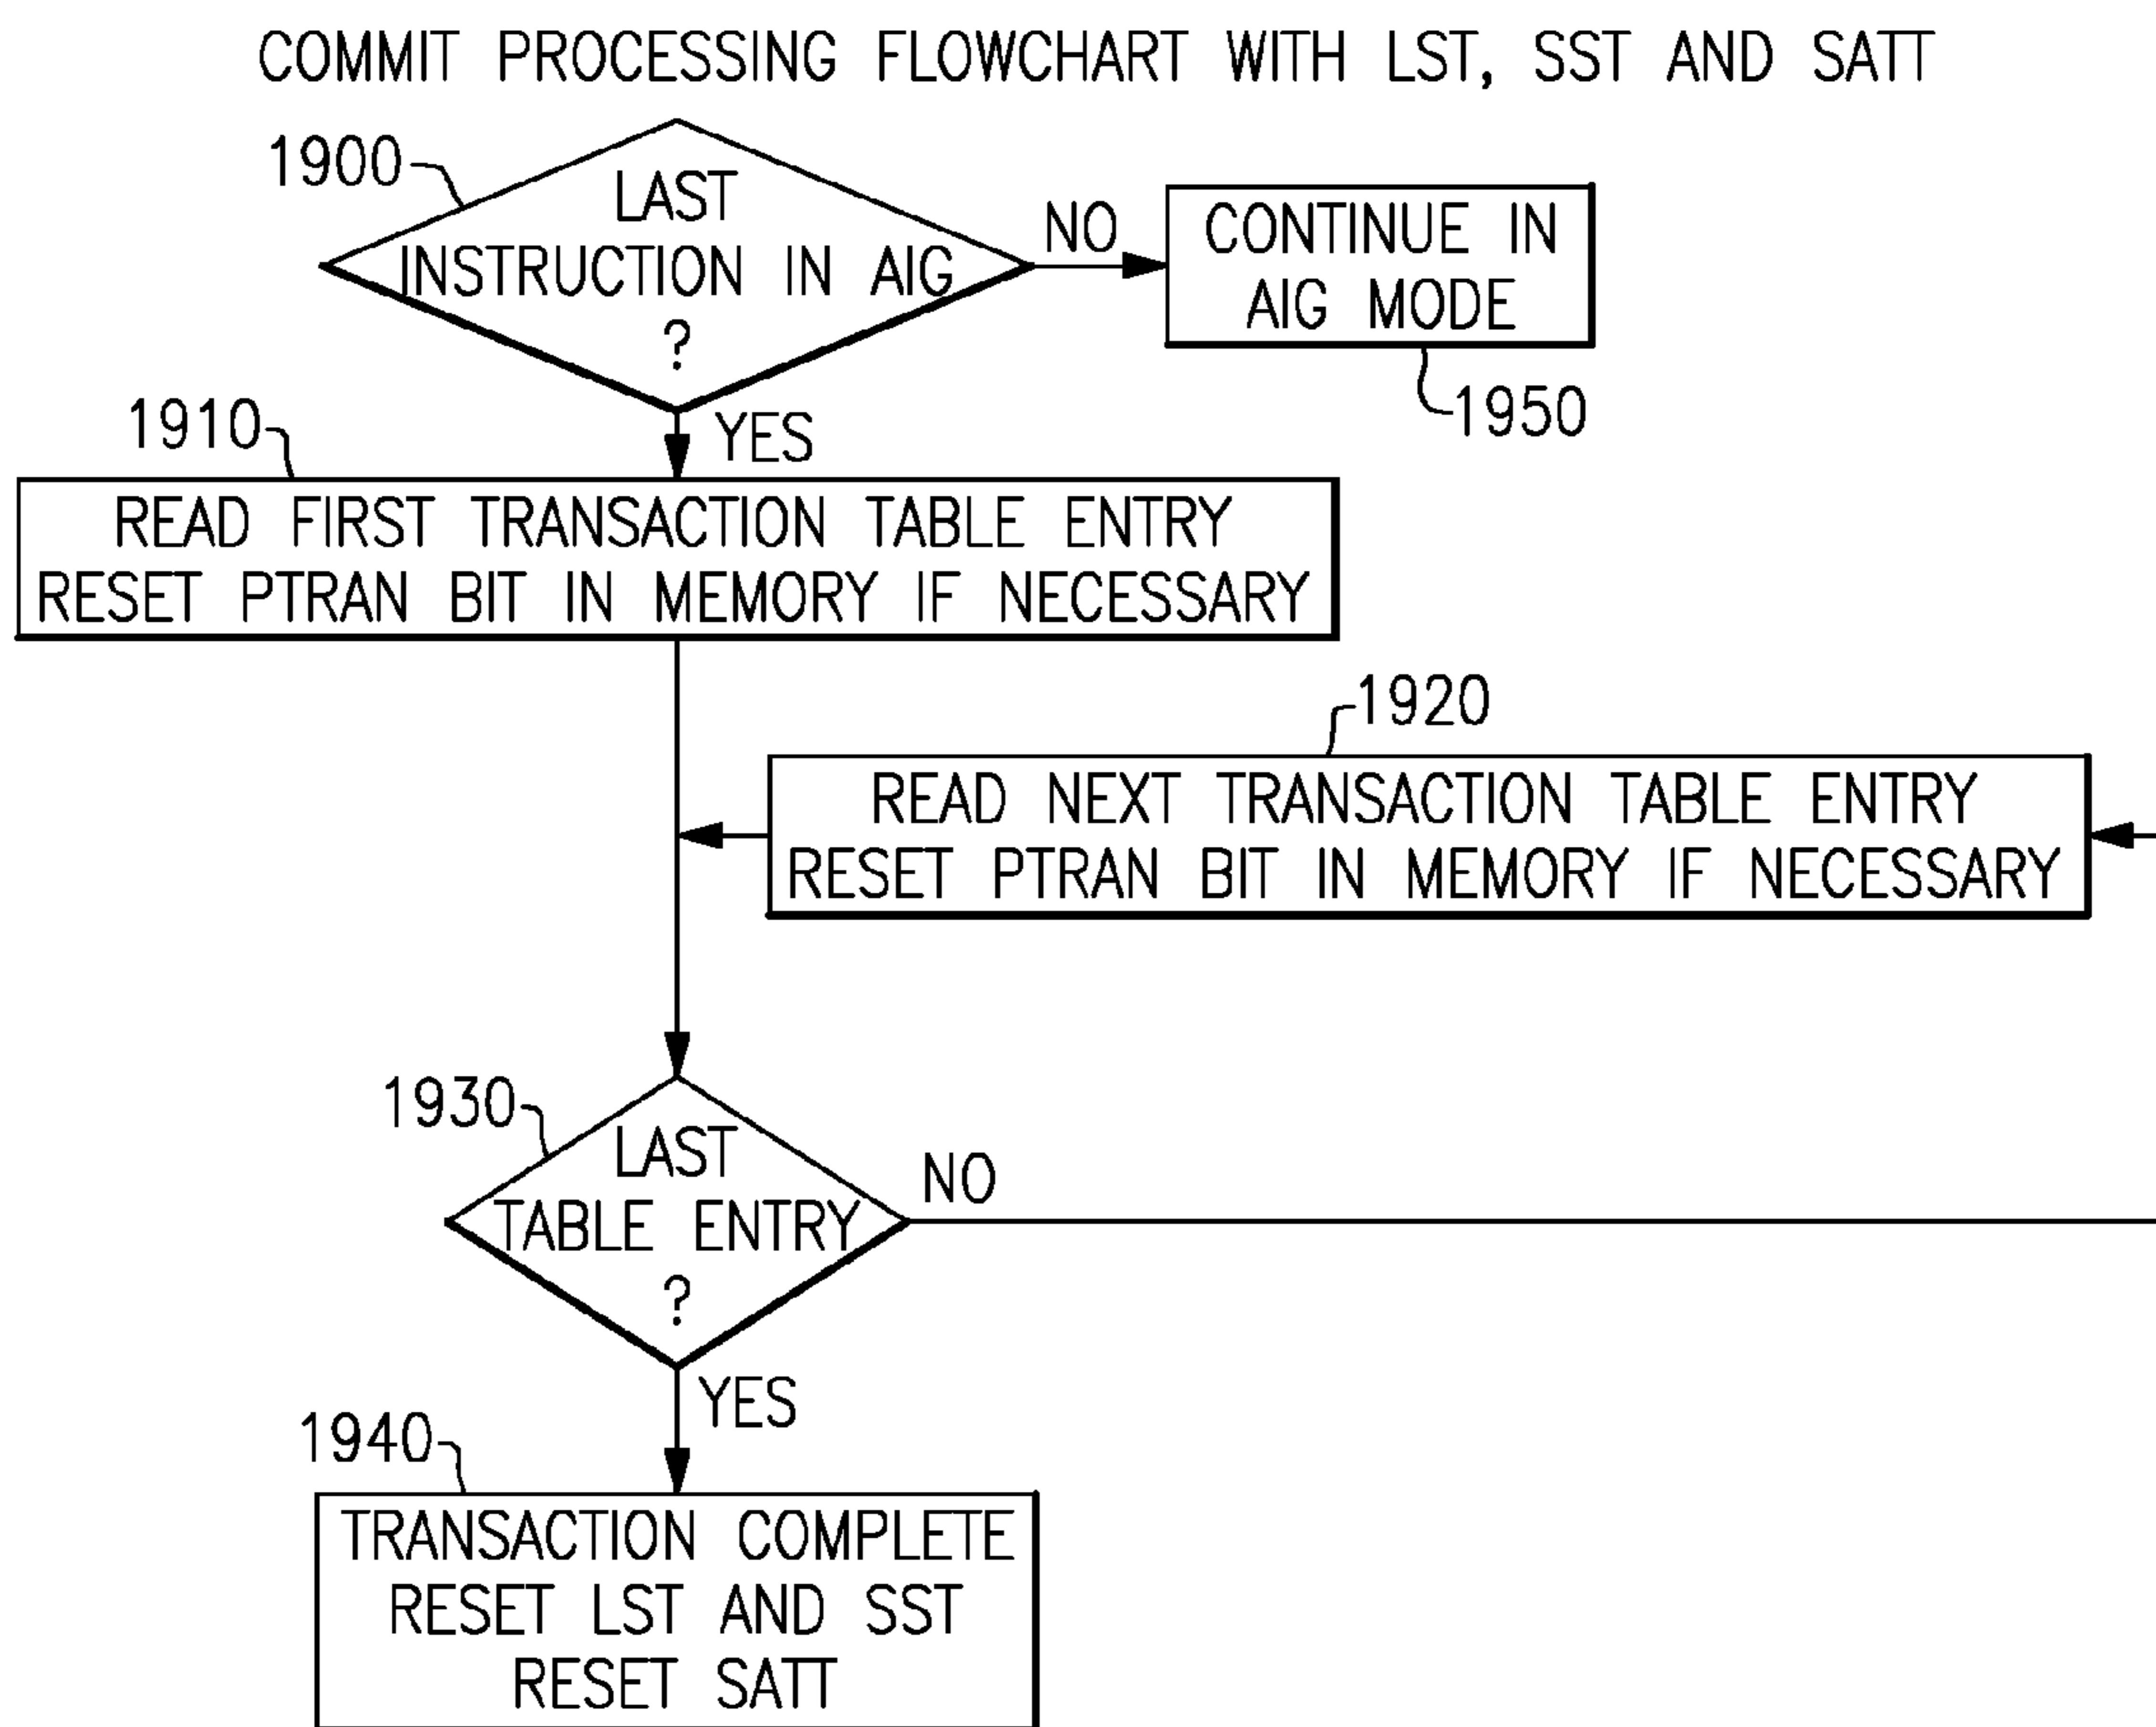 COMMIT PROCESSING FLOWCHART WITH LST, SST AND SATT
1900
LAST
INSTRUCTION IN AIG
?
NO
CONTINUE IN
AIG MODE
1950
YES
1910
READ FIRST TRANSACTION TABLE ENTRY
RESET PTRAN BIT IN MEMORY IF NECESSARY
1920
READ NEXT TRANSACTION TABLE ENTRY
RESET PTRAN BIT IN MEMORY IF NECESSARY
1930
LAST
TABLE ENTRY
?
NO
YES
1940
TRANSACTION COMPLETE
RESET LST AND SST
RESET SATT